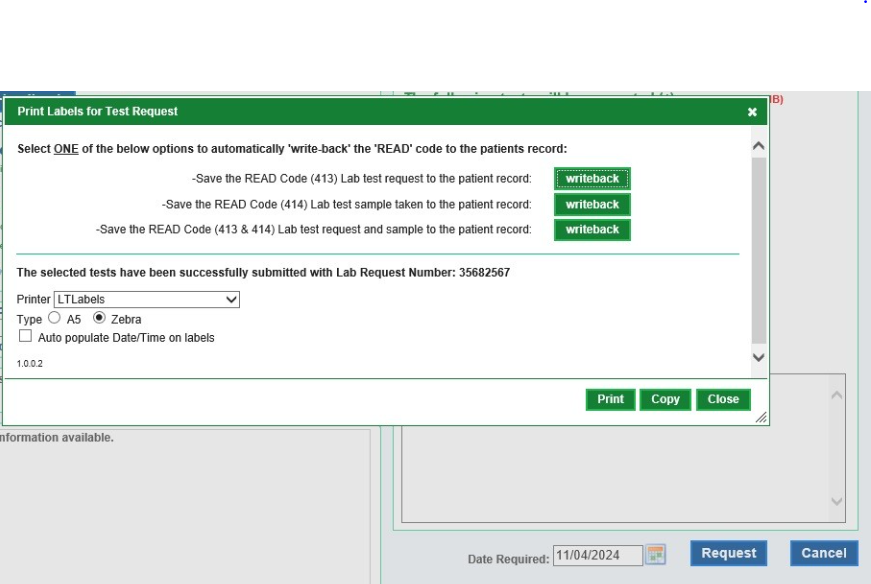 Print Labels for Test Request
Select ONE of the below options to automatically 'write-back' the 'READ' code to the patients record:
-Save the READ Code (413) Lab test request to the patient record: writeback
-Save the READ Code (414) Lab test sample taken to the patient record: writeback
-Save the READ Code (413 & 414) Lab test request and sample to the patient record: writeback
The selected tests have been successfully submitted with Lab Request Number: 35682567
Printer LTLabels
Type A5 Zebra
Auto populate Date/Time on labels
1.0.0.2
Print Copy Close
nformation available.
Date Required: 11/04/2024 Request Cancel